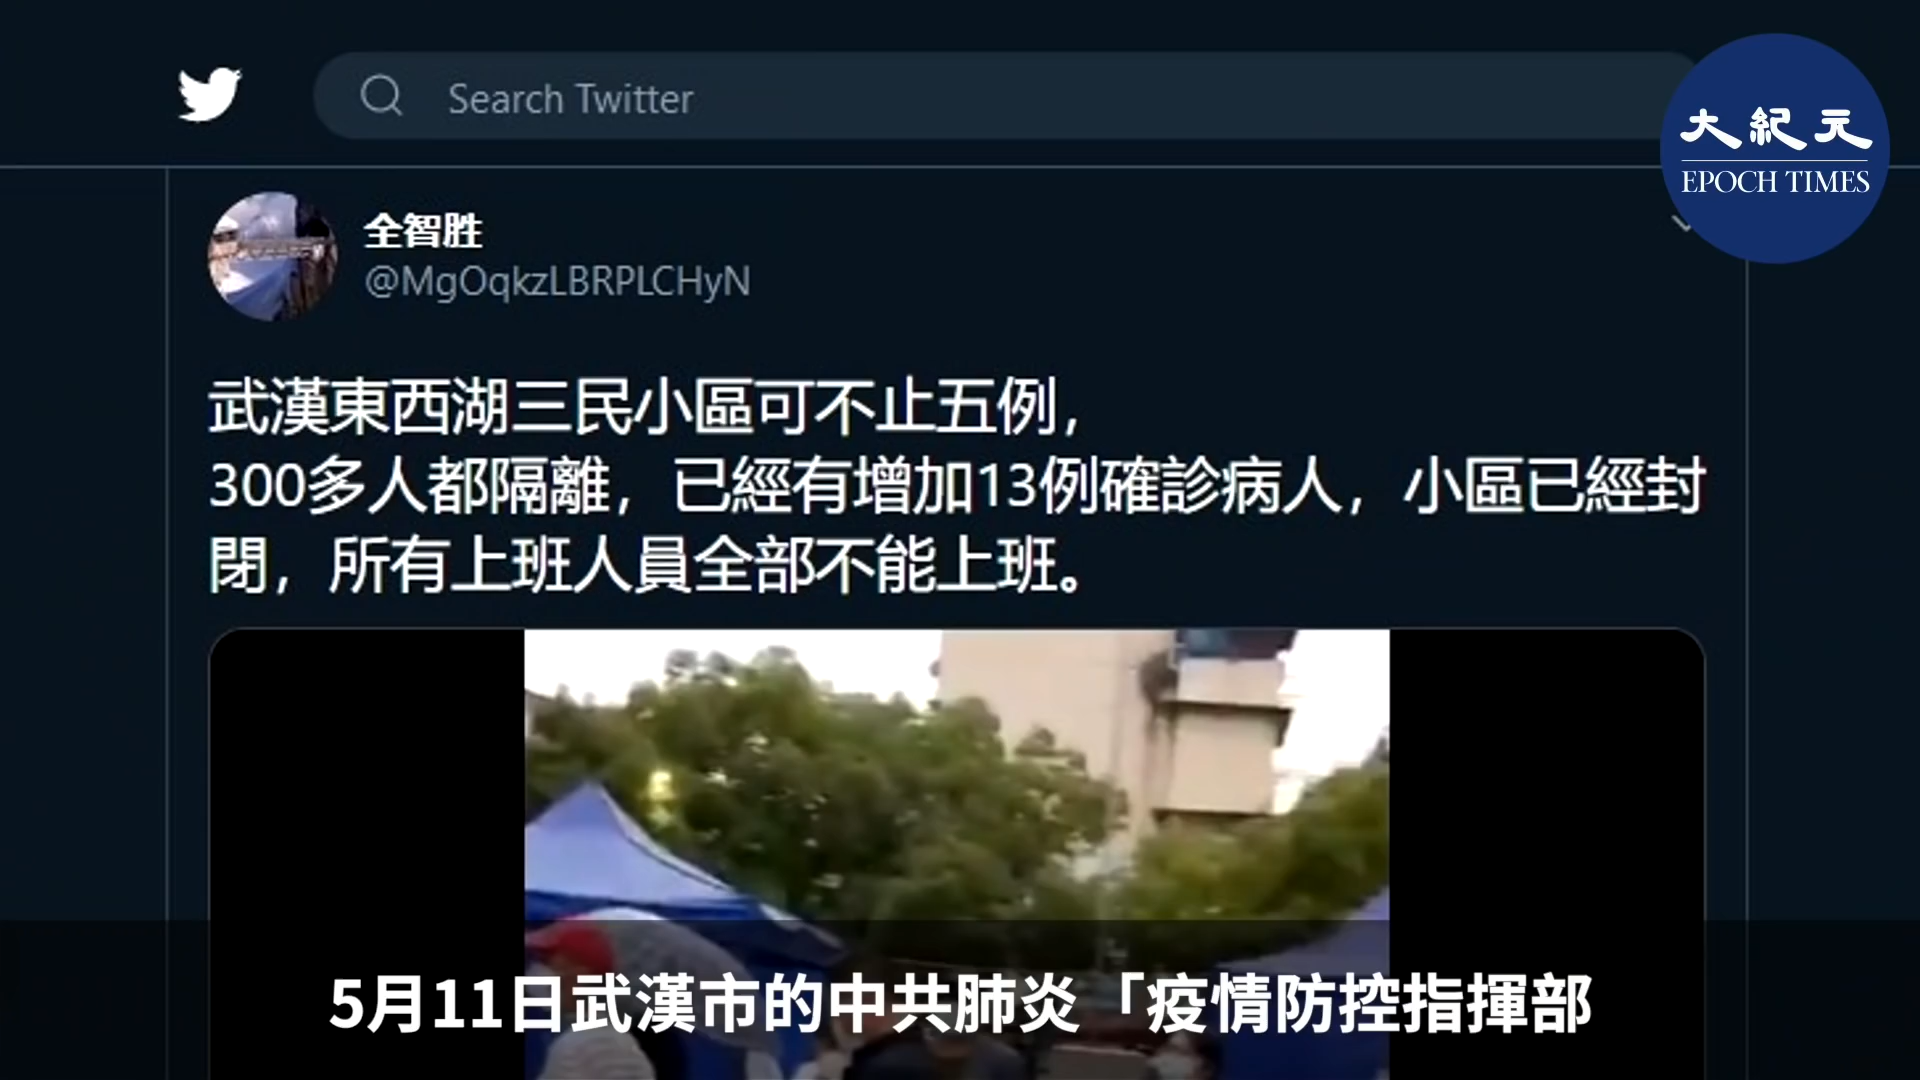 Search Twitter
大紀元
EPOCH TIMES
全智胜
@MgOqkzLBRPLCHyN
武漢東西湖三民小區可不止五例，
300多人都隔離，已經有增加13例確診病人，小區已經封
閉，所有上班人員全部不能上班。
5月11日武漢市的中共肺炎「疫情防控指揮部